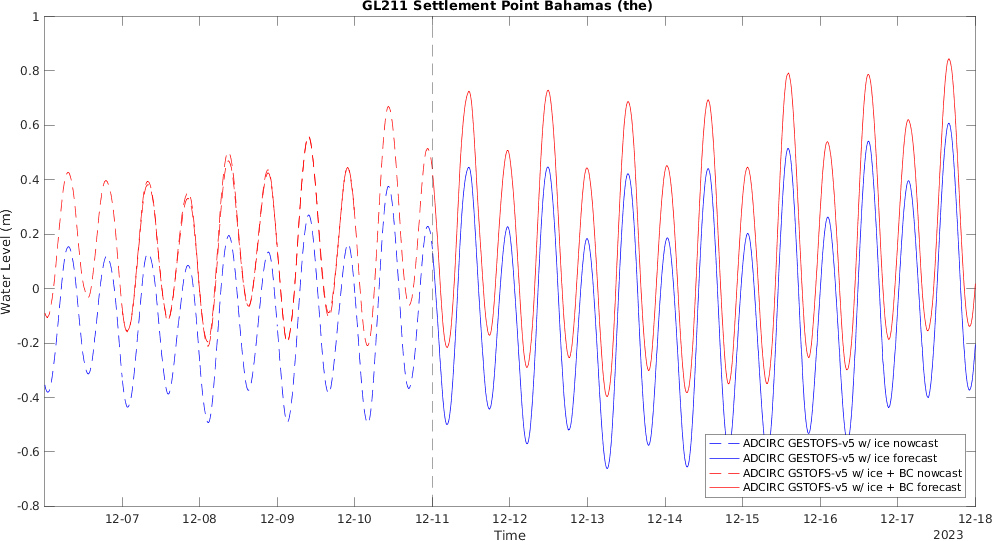 GL211 Settlement Point Bahamas (the)
1
0.8
0.6
0.4
0.2
0
-0.2
-0.4
-0.6
-0.8
Water Level (m)
ADCIRC GESTOFS-v5 w/ ice nowcast
ADCIRC GESTOFS-v5 w/ ice forecast
ADCIRC GSTOFS-v5 w/ ice + BC nowcast
ADCIRC GSTOFS-v5 w/ ice + BC forecast
12-07 12-08 12-09 12-10 12-11 12-12 12-13 12-14 12-15 12-16 12-17 12-18
Time
2023